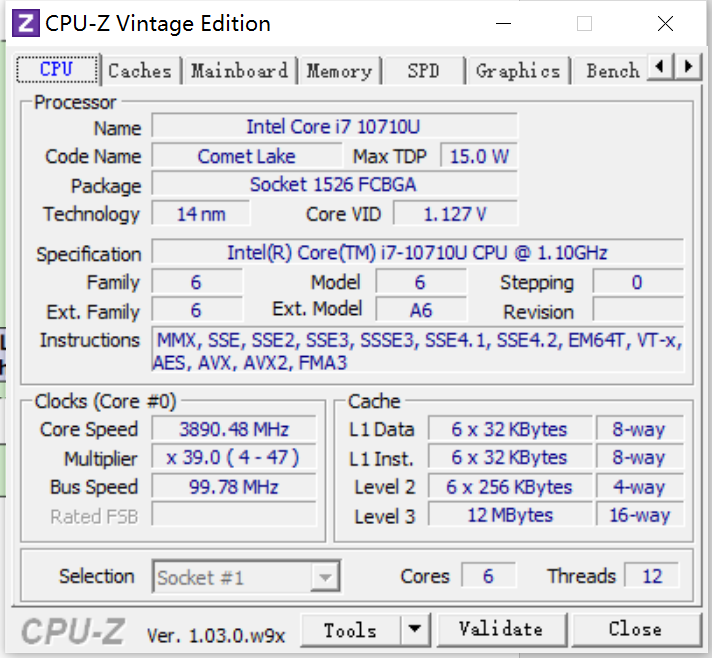 CPU-Z Vintage Edition
CPU Caches Mainboard Memory SPD Graphics Bench
Processor
Name Intel Core i7 10710U
Code Name Comet Lake Max TDP 15.0 W
Package Socket 1526 FCBGA
Technology 14 nm Core VID 1.127 V
Specification Intel(R) Core(TM) i7-10710U CPU @ 1.10GHz
Family 6 Model 6 Stepping 0
Ext. Family 6 Ext. Model A6 Revision
Instructions MMX, SSE, SSE2, SSE3, SSSE3, SSE4.1, SSE4.2, EM64T, VT-x,
AES, AVX, AVX2, FMA3
Clocks (Core #0)
Core Speed 3890.48 MHz
Multiplier x 39.0 ( 4 - 47 )
Bus Speed 99.78 MHz
Rated FSB
Cache
L1 Data 6 x 32 KBytes 8-way
L1 Inst. 6 x 32 KBytes 8-way
Level 2 6 x 256 KBytes 4-way
Level 3 12 MBytes 16-way
Selection Socket #1 Cores 6 Threads 12
CPU-Z Ver. 1.03.0.w9x Tools Validate Close